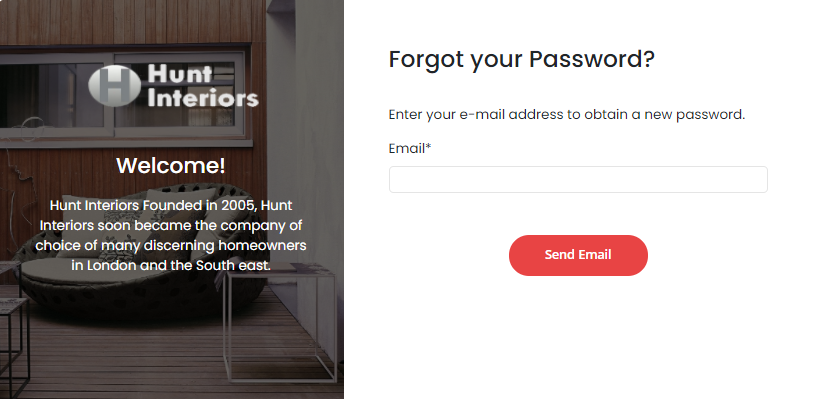 H Hunt
Interiors
Welcome!
Hunt Interiors Founded in 2005, Hunt
Interiors soon became the company of
choice of many discerning homeowners
in London and the South east.
Forgot your Password?
Enter your e-mail address to obtain a new password.
Email*
Send Email